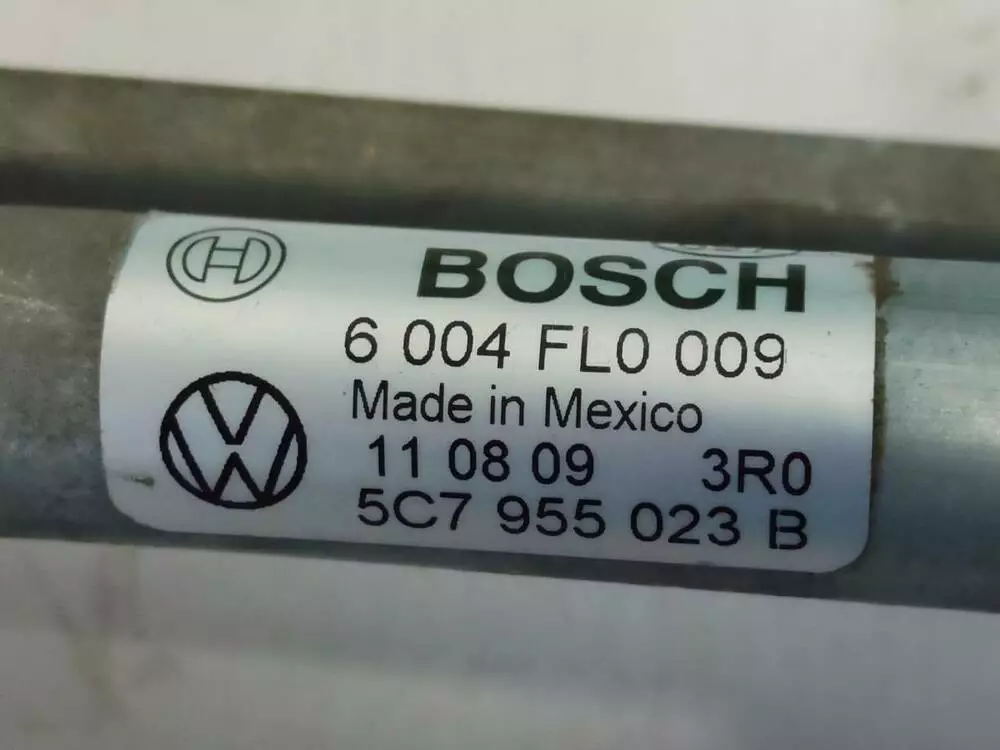 BOSCH
6 004 FL0 009
Made in Mexico
11 08 09 3R0
5C7 955 023 B